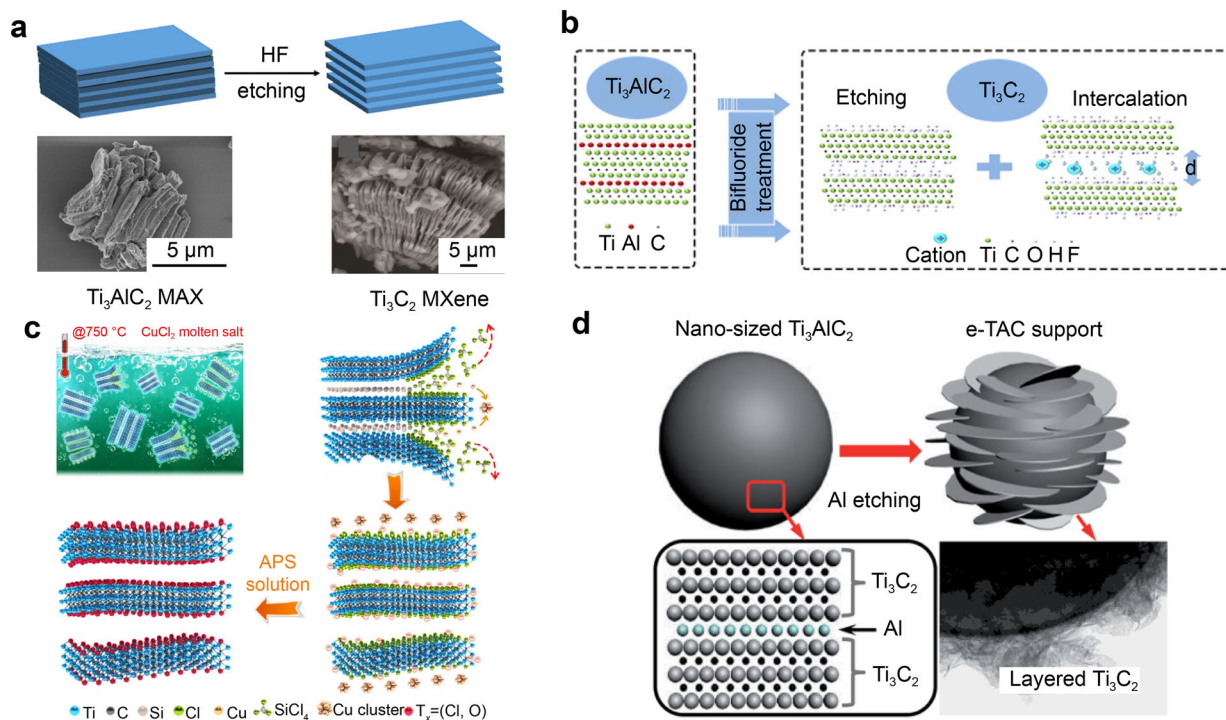 a
HF
etching
5 µm
5 µm
Ti₃AlC₂ MAX
Ti₃C₂ MXene
b
Ti₃AlC₂
Ti Al C
Bifluoride
treatment
Etching
Ti₃C₂
Intercalation
d
Cation Ti C O H F
c
@750 °C CuCl₂ molten salt
APS
solution
Ti C Si Cl Cu SiCl₄ Cu cluster Tₓ=(Cl, O)
d
Nano-sized Ti₃AlC₂
e-TAC support
Al etching
Ti₃C₂
Al
Ti₃C₂
Layered Ti₃C₂